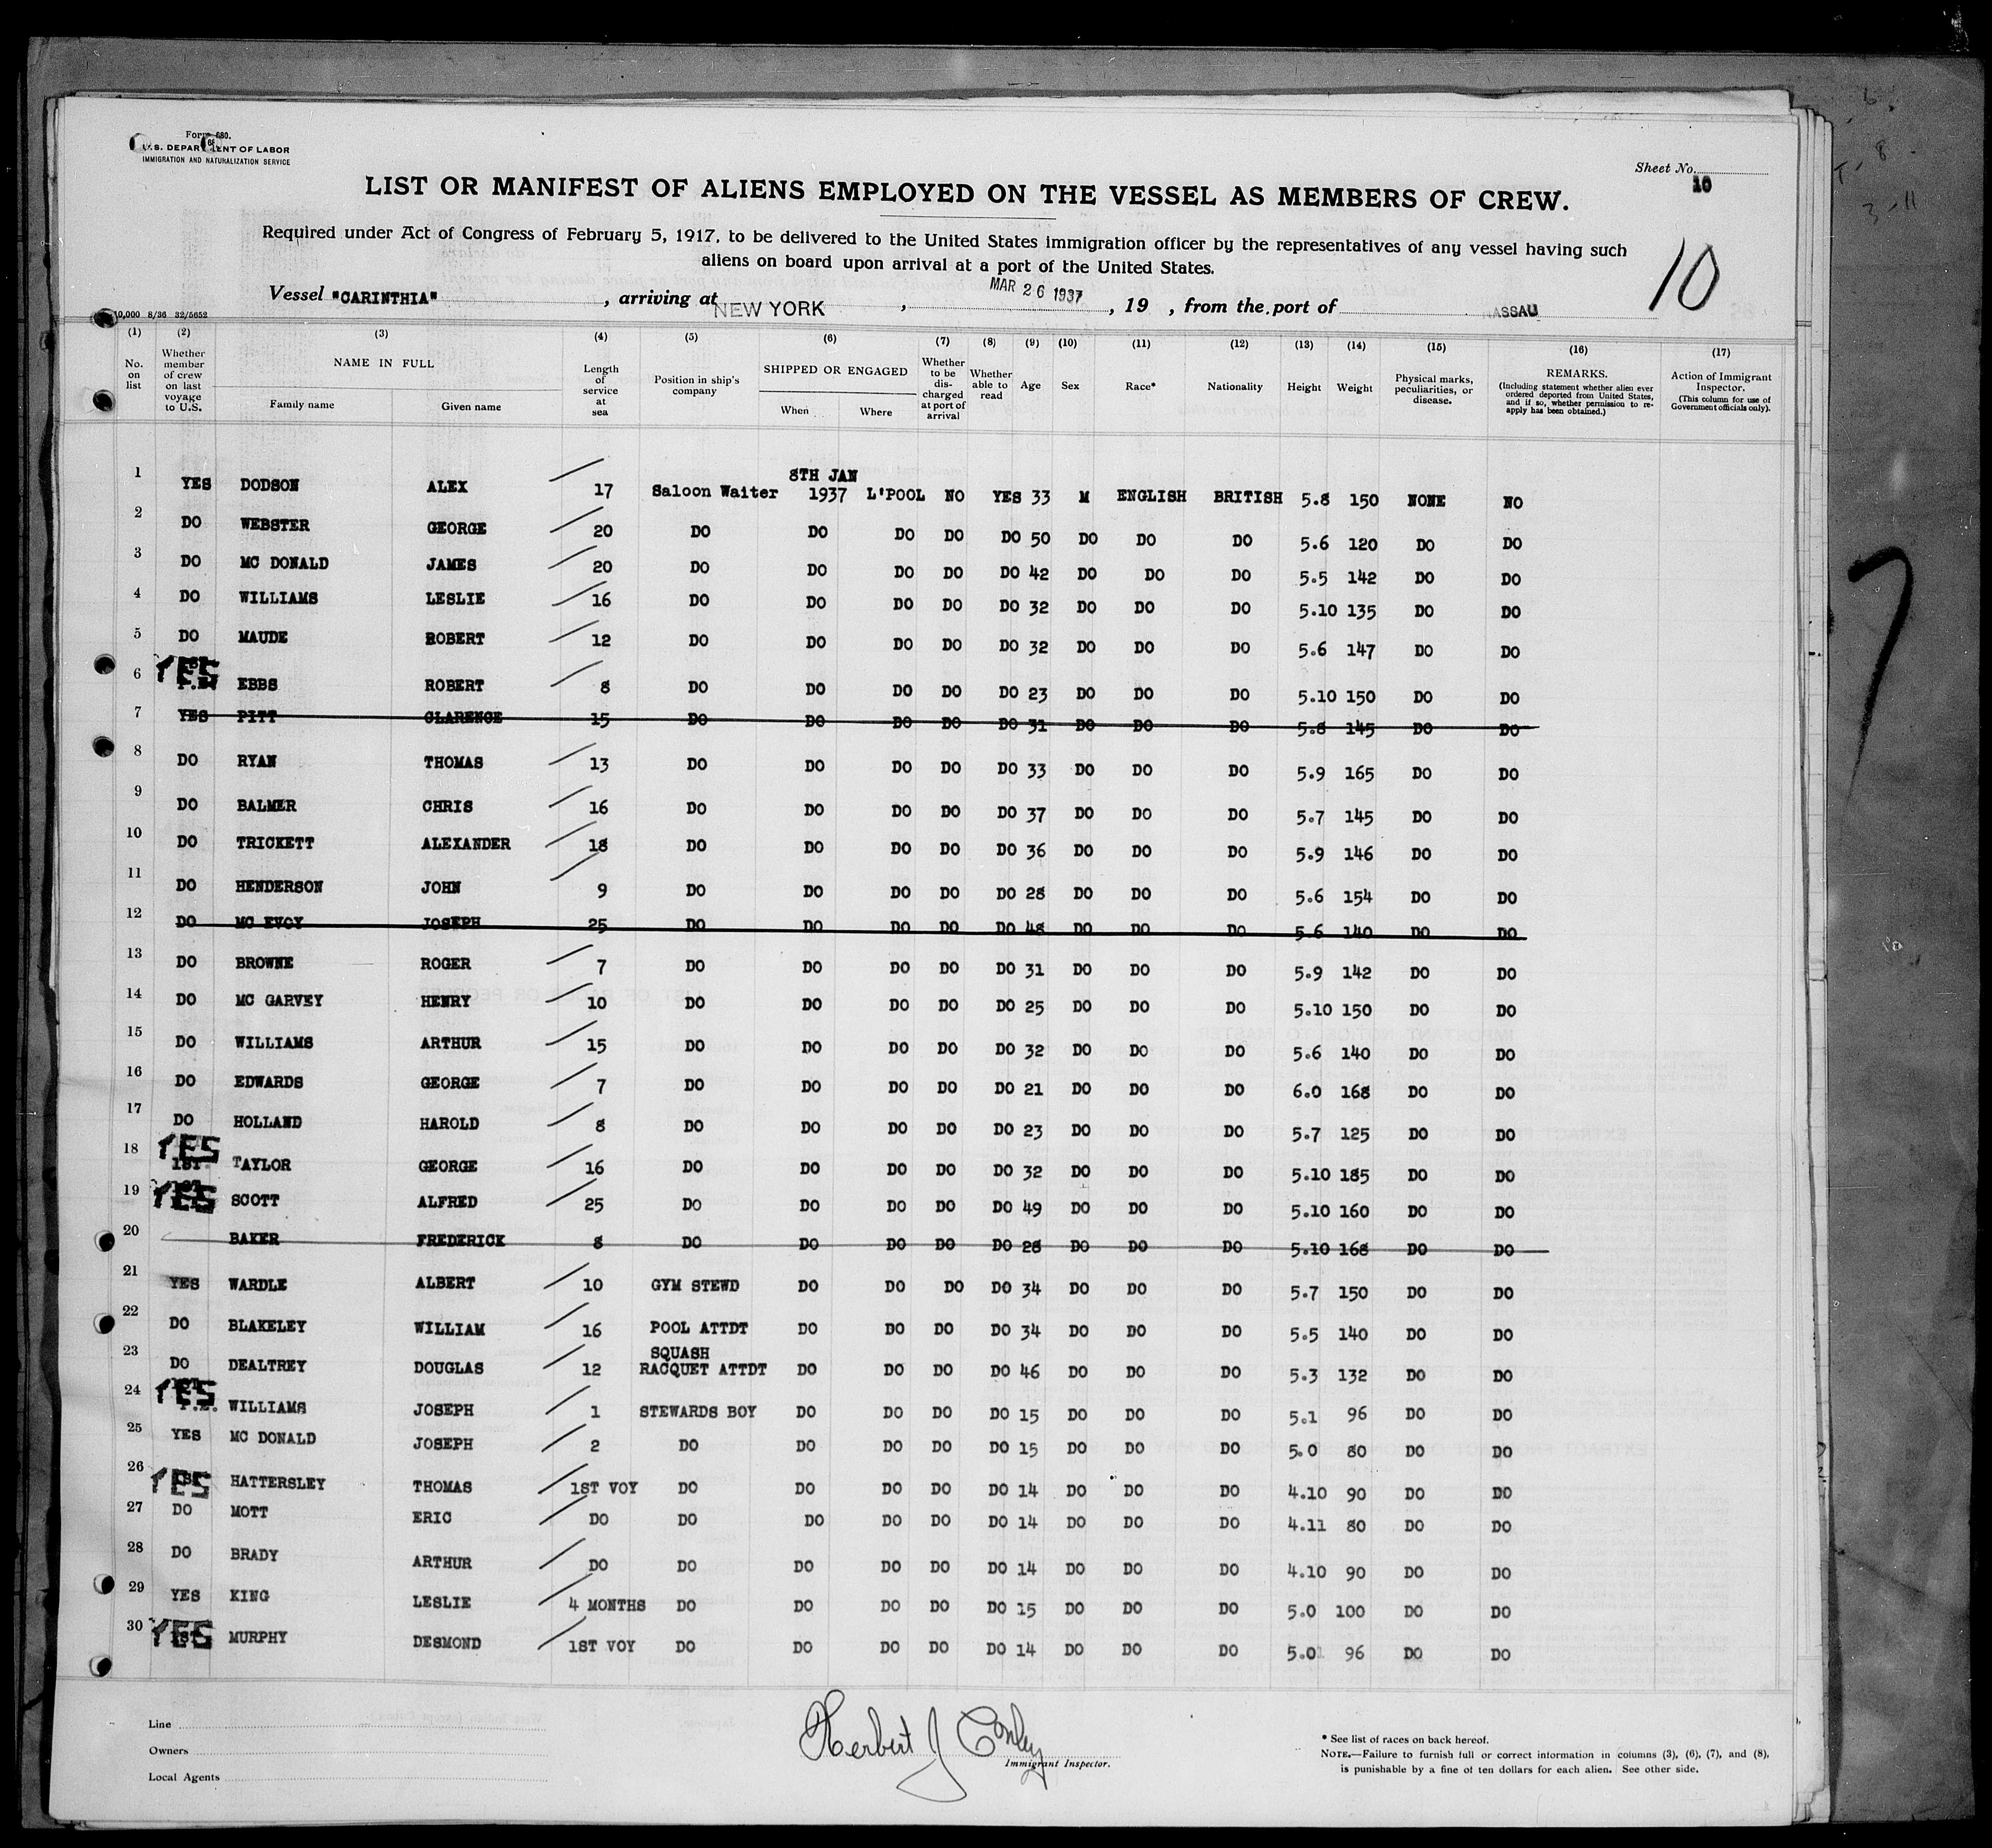 Form 680.
U.S. DEPARTMENT OF LABOR
IMMIGRATION AND NATURALIZATION SERVICE
Sheet No. 10
LIST OR MANIFEST OF ALIENS EMPLOYED ON THE VESSEL AS MEMBERS OF CREW.
Required under Act of Congress of February 5, 1917, to be delivered to the United States immigration officer by the representatives of any vessel having such
aliens on board upon arrival at a port of the United States.
10
Vessel "CARINTHIA", arriving at NEW YORK, MAR 26 1937, 19 , from the port of NASSAU
10,000 8/36 32/5652
(1) (2) (3) (4) (5) (6) (7) (8) (9) (10) (11) (12) (13) (14) (15) (16) (17)
No. on list
Whether member of crew on last voyage to U.S.
NAME IN FULL
Family name
Given name
Length of service at sea
Position in ship's company
SHIPPED OR ENGAGED
When
Where
Whether to be discharged at port of arrival
Whether able to read
Age
Sex
Race*
Nationality
Height
Weight
Physical marks, peculiarities, or disease.
REMARKS.
(Including statement whether alien ever ordered deported from United States, and if so, whether permission to re-apply has been obtained.)
Action of Immigrant Inspector.
(This column for use of Government officials only).
1 YES DODSON ALEX 17 Saloon Waiter 8TH JAN 1937 L'POOL NO YES 33 M ENGLISH BRITISH 5.8 150 NONE NO
2 DO WEBSTER GEORGE 20 DO DO DO DO DO 50 DO DO DO 5.6 120 DO DO
3 DO MC DONALD JAMES 20 DO DO DO DO DO 42 DO DO DO 5.5 142 DO DO
4 DO WILLIAMS LESLIE 16 DO DO DO DO DO 32 DO DO DO 5.10 135 DO DO
5 DO MAUDE ROBERT 12 DO DO DO DO DO 32 DO DO DO 5.6 147 DO DO
6 YES EBBS ROBERT 8 DO DO DO DO DO 23 DO DO DO 5.10 150 DO DO
7 YES PITT CLARENCE 15 DO DO DO DO DO 31 DO DO DO 5.8 145 DO DO
8 DO RYAN THOMAS 13 DO DO DO DO DO 33 DO DO DO 5.9 165 DO DO
9 DO BALMER CHRIS 16 DO DO DO DO DO 37 DO DO DO 5.7 145 DO DO
10 DO TRICKETT ALEXANDER 18 DO DO DO DO DO 36 DO DO DO 5.9 146 DO DO
11 DO HENDERSON JOHN 9 DO DO DO DO DO 28 DO DO DO 5.6 154 DO DO
12 DO MC EVOY JOSEPH 25 DO DO DO DO DO 48 DO DO DO 5.6 140 DO DO
13 DO BROWNE ROGER 7 DO DO DO DO DO 31 DO DO DO 5.9 142 DO DO
14 DO MC GARVEY HENRY 10 DO DO DO DO DO 25 DO DO DO 5.10 150 DO DO
15 DO WILLIAMS ARTHUR 15 DO DO DO DO DO 32 DO DO DO 5.6 140 DO DO
16 DO EDWARDS GEORGE 7 DO DO DO DO DO 21 DO DO DO 6.0 168 DO DO
17 DO HOLLAND HAROLD 8 DO DO DO DO DO 23 DO DO DO 5.7 125 DO DO
18 YES 1ST. TAYLOR GEORGE 16 DO DO DO DO DO 32 DO DO DO 5.10 185 DO DO
19 YES SCOTT ALFRED 25 DO DO DO DO DO 49 DO DO DO 5.10 160 DO DO
20 BAKER FREDERICK 8 DO DO DO DO DO 28 DO DO DO 5.10 168 DO DO
21 YES WARDLE ALBERT 10 GYM STEWD DO DO DO DO 34 DO DO DO 5.7 150 DO DO
22 DO BLAKELEY WILLIAM 16 POOL ATTDT DO DO DO DO 34 DO DO DO 5.5 140 DO DO
23 DO DEALTREY DOUGLAS 12 SQUASH RACQUET ATTDT DO DO DO DO 46 DO DO DO 5.3 132 DO DO
24 YES WILLIAMS JOSEPH 1 STEWARDS BOY DO DO DO DO 15 DO DO DO 5.1 96 DO DO
25 YES MC DONALD JOSEPH 2 DO DO DO DO DO 15 DO DO DO 5.0 80 DO DO
26 YES HATTERSLEY THOMAS 1ST VOY DO DO DO DO DO 14 DO DO DO 4.10 90 DO DO
27 DO MOTT ERIC DO DO DO DO DO DO 14 DO DO DO 4.11 80 DO DO
28 DO BRADY ARTHUR DO DO DO DO DO DO 14 DO DO DO 4.10 90 DO DO
29 YES KING LESLIE 4 MONTHS DO DO DO DO DO 15 DO DO DO 5.0 100 DO DO
30 YES MURPHY DESMOND 1ST VOY DO DO DO DO DO 14 DO DO DO 5.0 96 DO DO
Line
Owners
Local Agents
Herbert J Conley
Immigrant Inspector.
* See list of races on back hereof.
NOTE.—Failure to furnish full or correct information in columns (3), (6), (7), and (8),
is punishable by a fine of ten dollars for each alien. See other side.